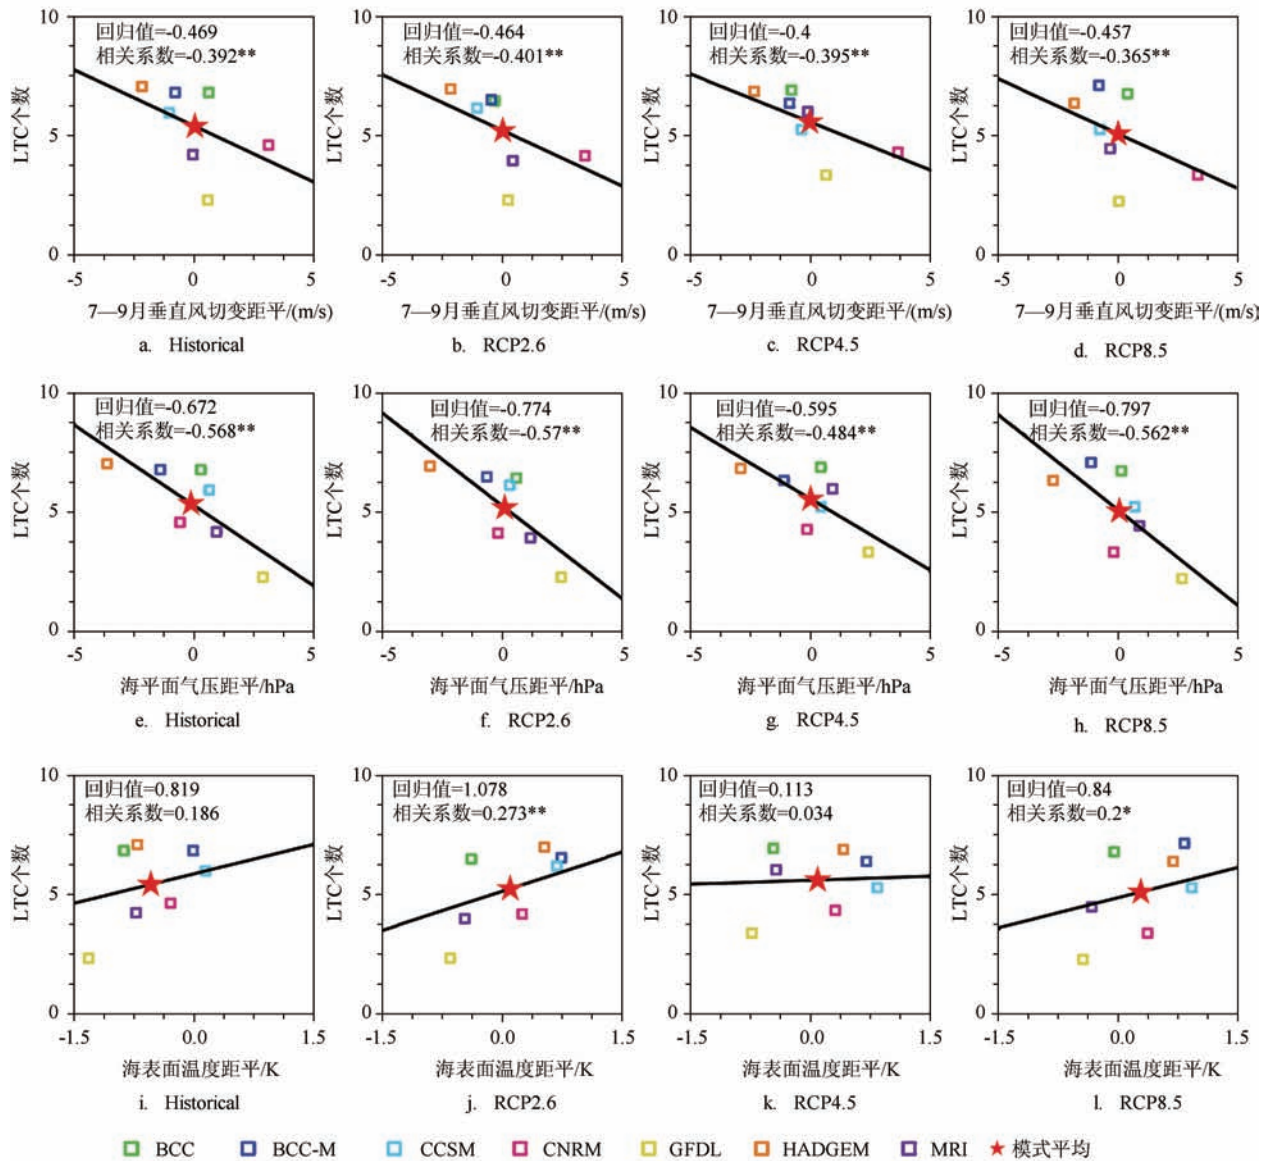 10
回归值=-0.469
相关系数=-0.392**
LTC个数
5
0
-5 0 5
7—9月垂直风切变距平/(m/s)
a. Historical
10
回归值=-0.464
相关系数=-0.401**
LTC个数
5
0
-5 0 5
7—9月垂直风切变距平/(m/s)
b. RCP2.6
10
回归值=-0.4
相关系数=-0.395**
LTC个数
5
0
-5 0 5
7—9月垂直风切变距平/(m/s)
c. RCP4.5
10
回归值=-0.457
相关系数=-0.365**
LTC个数
5
0
-5 0 5
7—9月垂直风切变距平/(m/s)
d. RCP8.5
10
回归值=-0.672
相关系数=-0.568**
LTC个数
5
0
-5 0 5
海平面气压距平/hPa
e. Historical
10
回归值=-0.774
相关系数=-0.57**
LTC个数
5
0
-5 0 5
海平面气压距平/hPa
f. RCP2.6
10
回归值=-0.595
相关系数=-0.484**
LTC个数
5
0
-5 0 5
海平面气压距平/hPa
g. RCP4.5
10
回归值=-0.797
相关系数=-0.562**
LTC个数
5
0
-5 0 5
海平面气压距平/hPa
h. RCP8.5
10
回归值=0.819
相关系数=0.186
LTC个数
5
0
-1.5 0.0 1.5
海表面温度距平/K
i. Historical
10
回归值=1.078
相关系数=0.273**
LTC个数
5
0
-1.5 0.0 1.5
海表面温度距平/K
j. RCP2.6
10
回归值=0.113
相关系数=0.034
LTC个数
5
0
-1.5 0.0 1.5
海表面温度距平/K
k. RCP4.5
10
回归值=0.84
相关系数=0.2*
LTC个数
5
0
-1.5 0.0 1.5
海表面温度距平/K
l. RCP8.5
BCC BCC-M CCSM CNRM GFDL HADGEM MRI 模式平均